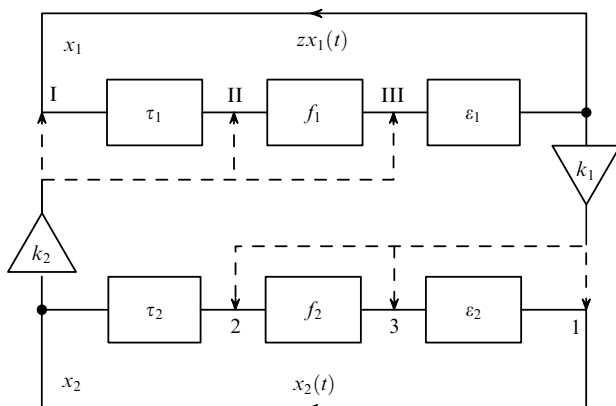 zx₁(t)
x₁
I
II
III
τ₁
f₁
ε₁
k₁
k₂
τ₂
f₂
ε₂
2
3
1
x₂
x₂(t)